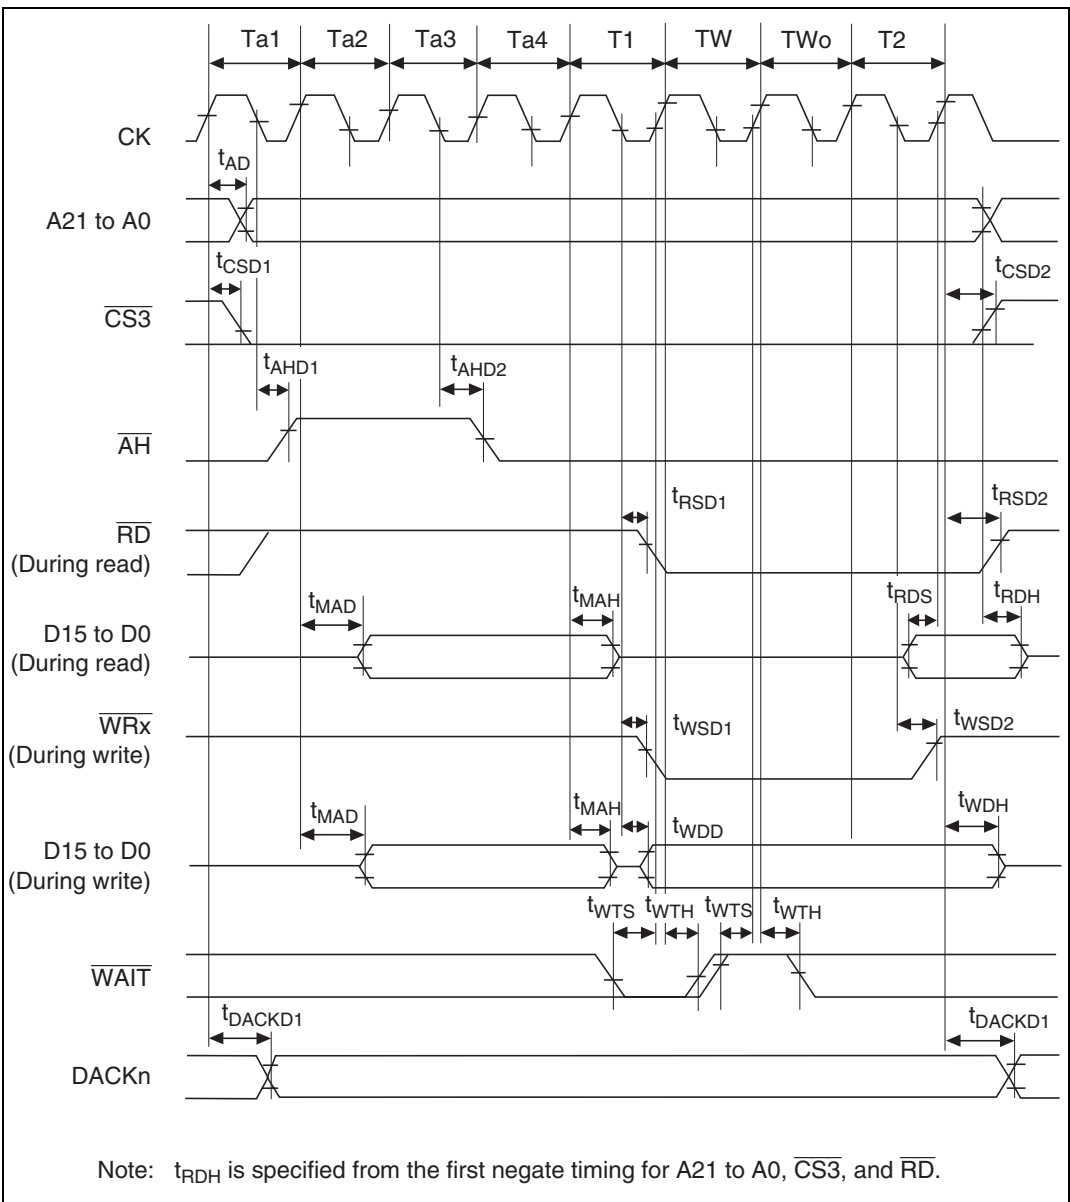 Ta1 Ta2 Ta3 Ta4 T1 TW TWo T2
CK
tAD
A21 to A0
tCSD1 tCSD2
CS3
tAHD1 tAHD2
AH
tRSD1 tRSD2
RD
(During read)
tMAD tMAH tRDS tRDH
D15 to D0
(During read)
WRx
(During write)
tWSD1 tWSD2
tMAD tMAH tWDD tWDH
D15 to D0
(During write)
tWTS tWTH tWTS tWTH
WAIT
tDACKD1 tDACKD1
DACKn
Note: tRDH is specified from the first negate timing for A21 to A0, CS3, and RD.